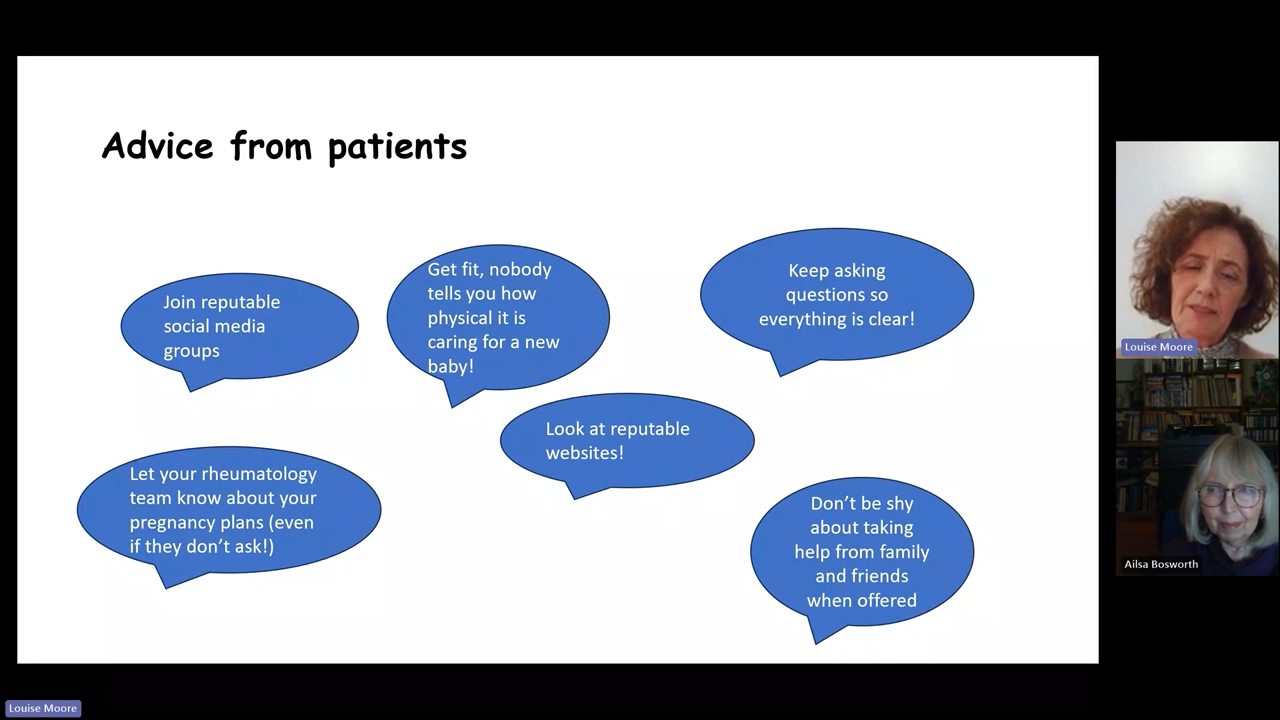 Advice from patients
Join reputable
social media
groups
Get fit, nobody
tells you how
physical it is
caring for a new
baby!
Keep asking
questions so
everything is clear!
Look at reputable
websites!
Let your rheumatology
team know about your
pregnancy plans (even
if they don’t ask!)
Don’t be shy
about taking
help from family
and friends
when offered
Louise Moore
Ailsa Bosworth
Louise Moore